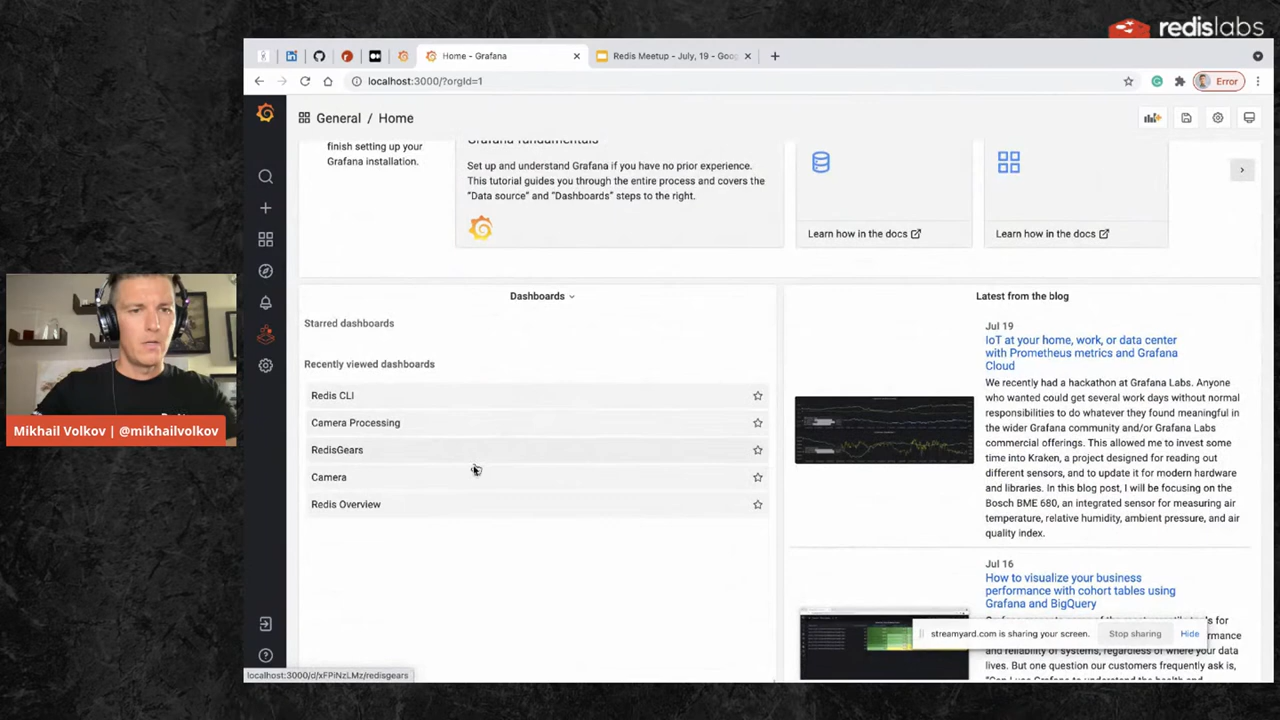 redislabs
Home - Grafana
Redis Meetup - July, 19 - Goo
localhost:3000/?orgId=1
Error
General / Home
finish setting up your
Grafana installation.
Grafana fundamentals
Set up and understand Grafana if you have no prior experience.
This tutorial guides you through the entire process and covers the
"Data source" and "Dashboards" steps to the right.
Learn how in the docs
Learn how in the docs
Dashboards
Starred dashboards
Recently viewed dashboards
Redis CLI
Camera Processing
RedisGears
Camera
Redis Overview
Latest from the blog
Jul 19
IoT at your home, work, or data center
with Prometheus metrics and Grafana
Cloud
We recently had a hackathon at Grafana Labs. Anyone
who wanted could get several work days without normal
responsibilities to do whatever they found meaningful in
the wider Grafana community and/or Grafana Labs
commercial offerings. This allowed me to invest some
time into Kraken, a project designed for reading out
different sensors, and to update it for modern hardware
and libraries. In this blog post, I will be focusing on the
Bosch BME 680, an integrated sensor for measuring air
temperature, relative humidity, ambient pressure, and air
quality index.
Jul 16
How to visualize your business
performance with cohort tables using
Grafana and BigQuery
streamyard.com is sharing your screen.
Stop sharing
Hide
and reliability of systems, regardless of where your data
lives. But one question our customers frequently ask is,
localhost:3000/d/xFPiNzLMz/redisgears
Mikhail Volkov | @mikhailvolkov